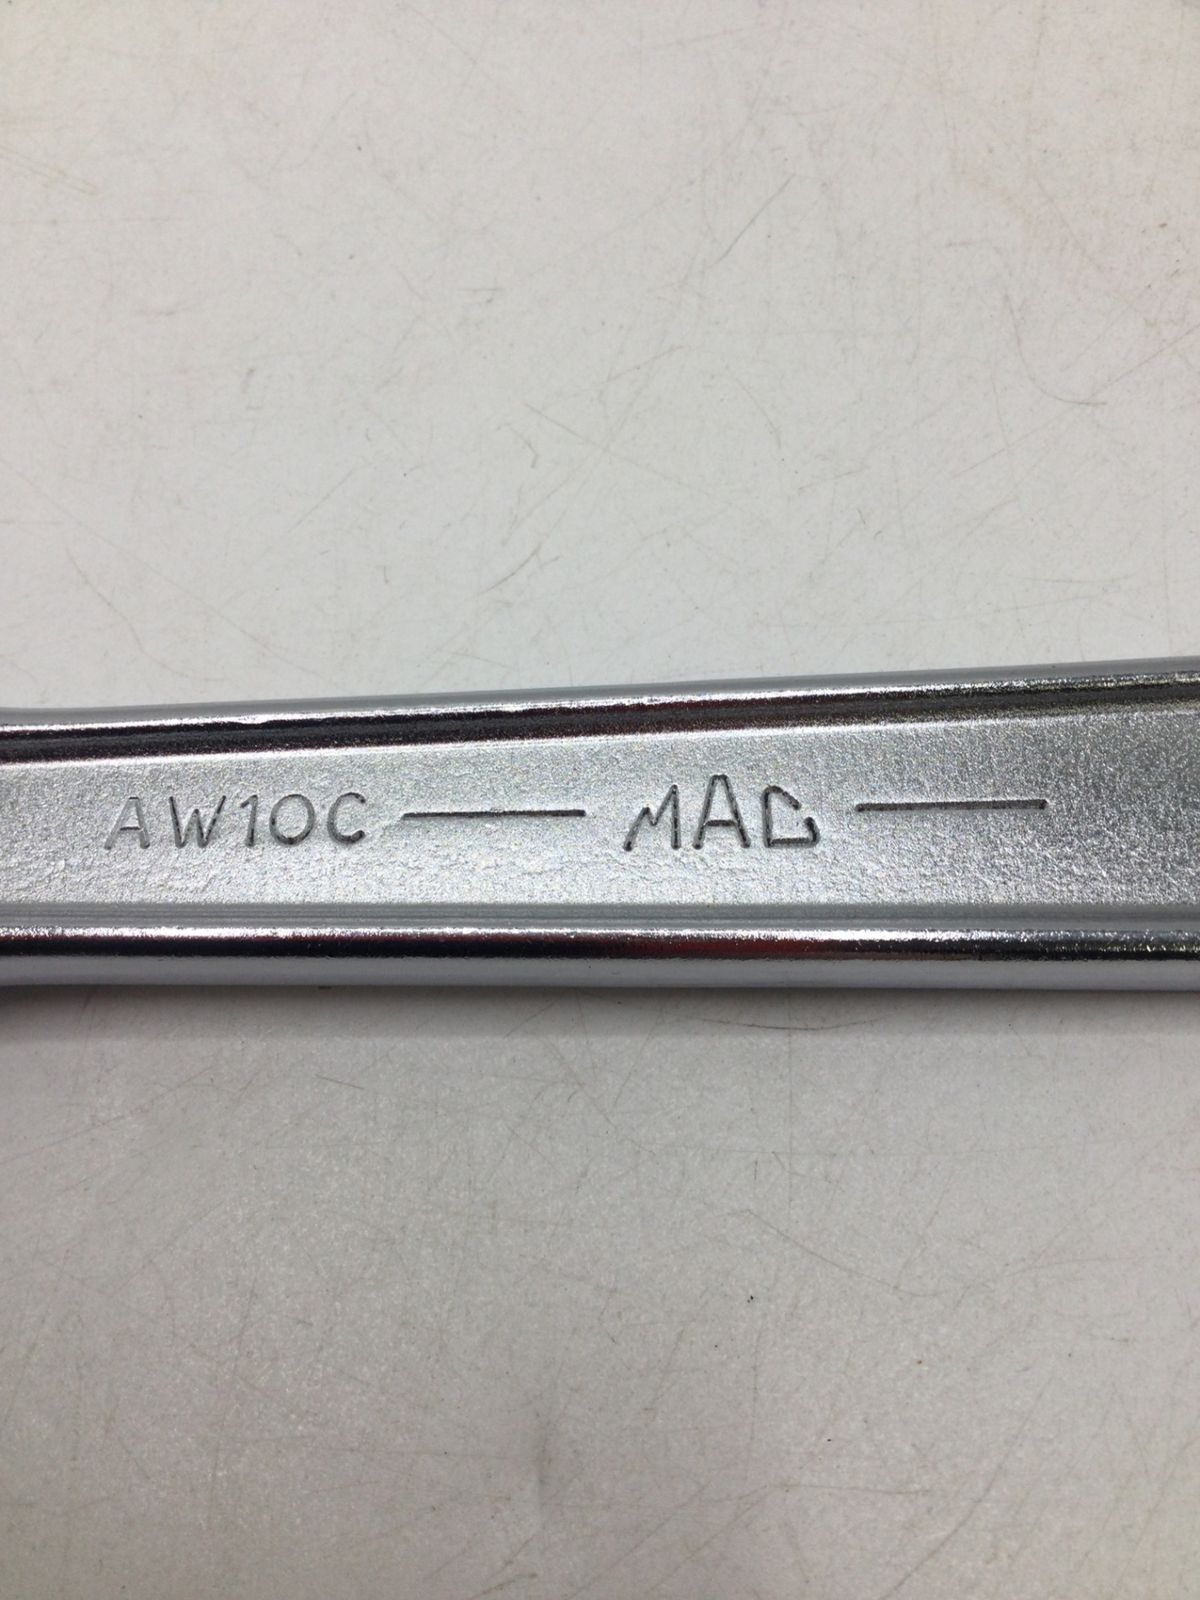 AW10C — MAC —